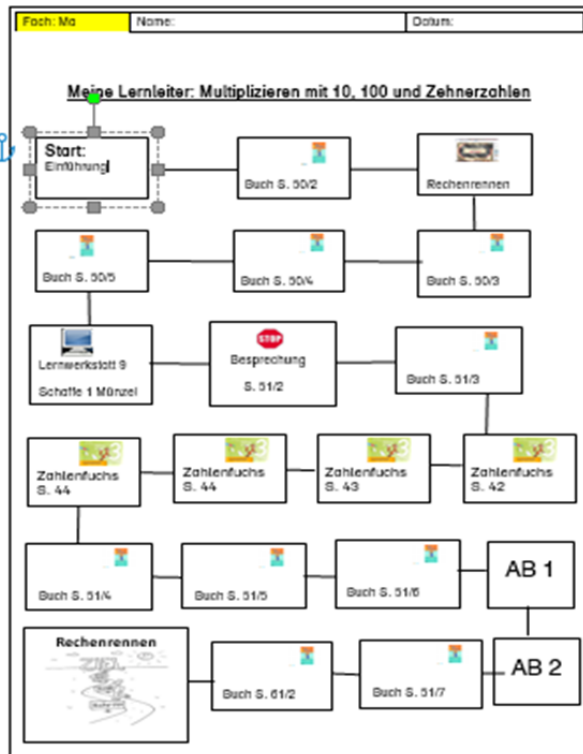 Fach: Ma Name: Datum:
Meine Lernleiter: Multiplizieren mit 10, 100 und Zehnerzahlen
Start:
Einführung
Buch S. 50/2
Rechenrennen
Buch S. 50/5
Buch S. 50/4
Buch S. 50/3
Lernwerkstatt 9
Schaffe 1 Münzel
STOP
Besprechung
S. 51/2
Buch S. 51/3
Zahlenfuchs
S. 44
Zahlenfuchs
S. 44
Zahlenfuchs
S. 43
Zahlenfuchs
S. 42
Buch S. 51/4
Buch S. 51/5
Buch S. 51/6
AB 1
Rechenrennen
ZIEL
Buch S. 61/2
Buch S. 51/7
AB 2